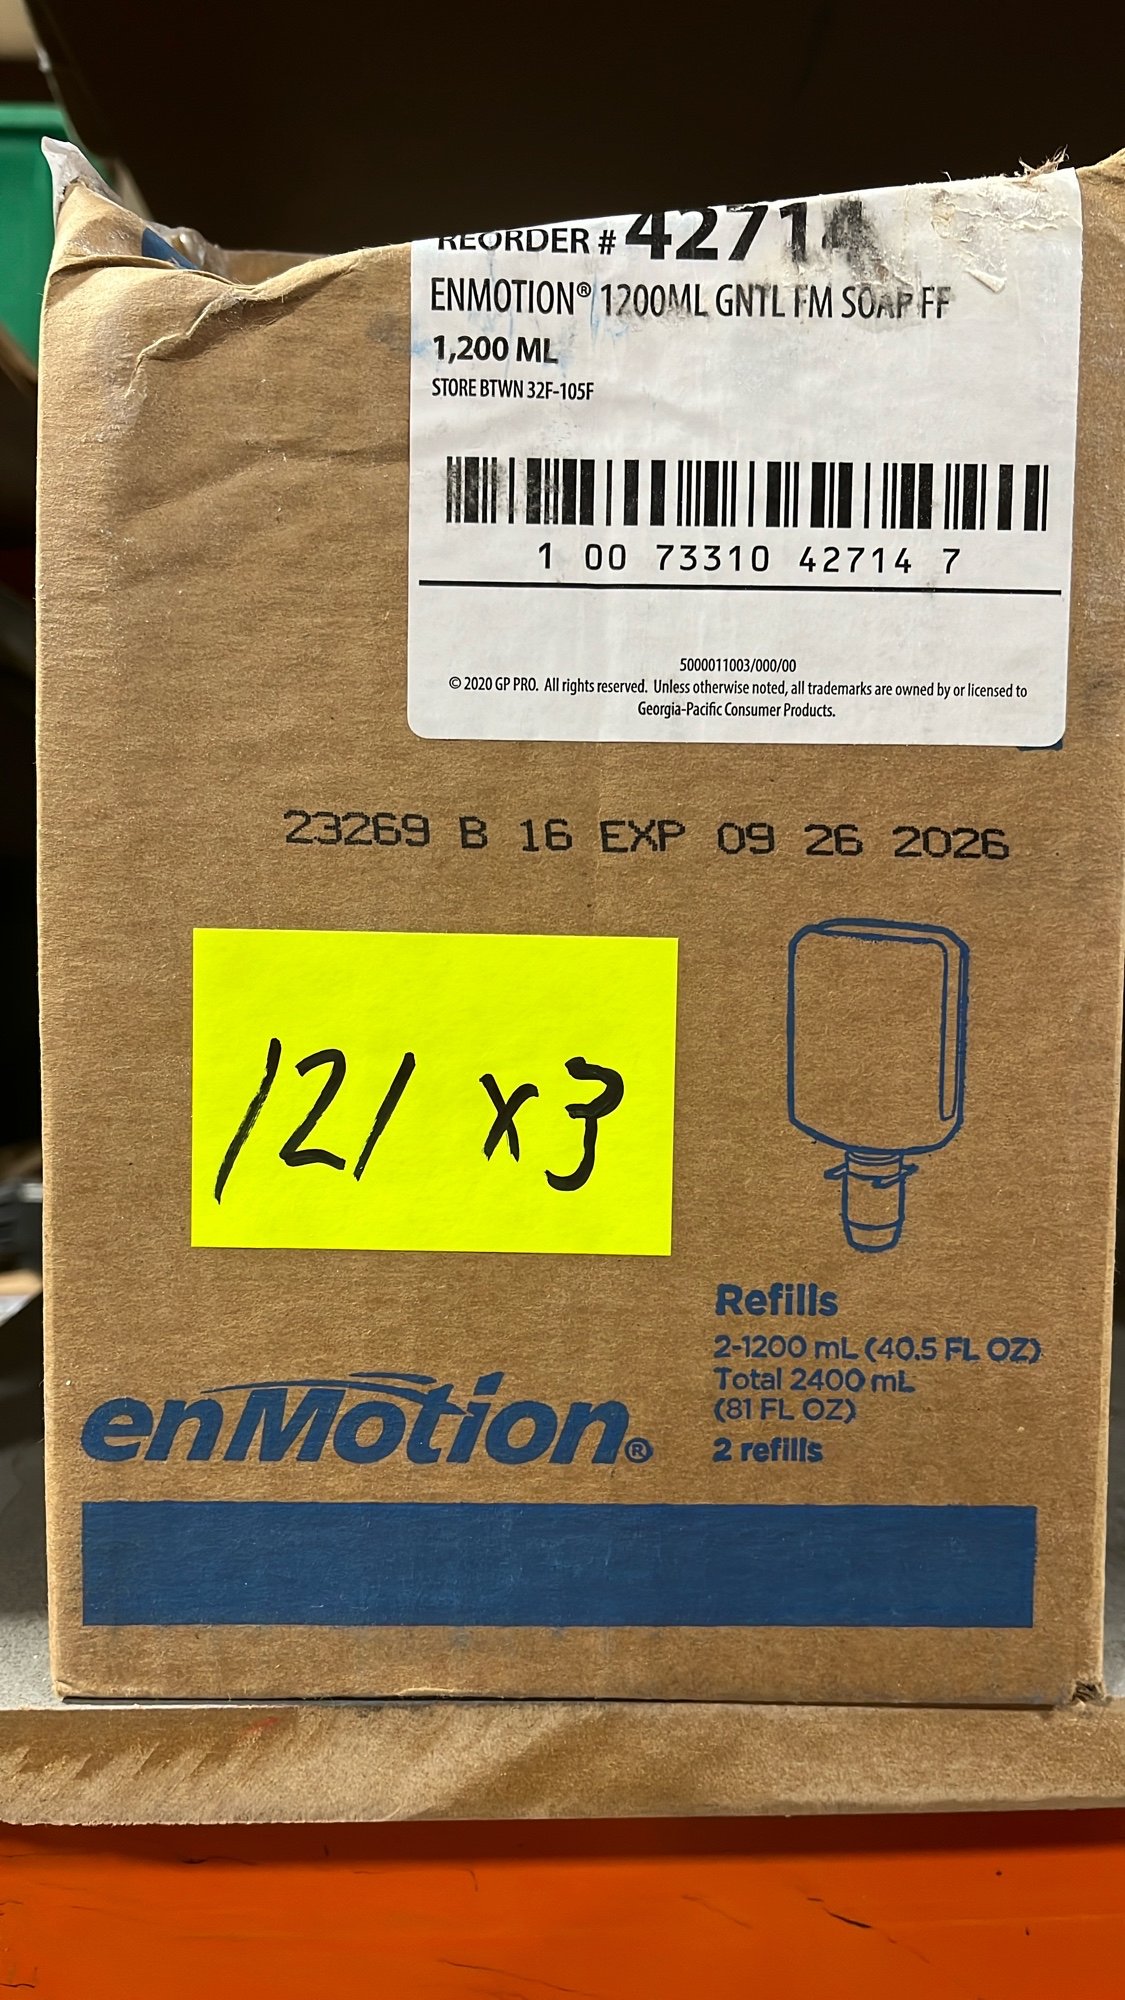 REORDER # 42714
ENMOTION® 1200ML GNTL FM SOAP FF
1,200 ML
STORE BTWN 32F-105F
1 00 73310 42714 7
5000011003/000/00
© 2020 GP PRO. All rights reserved. Unless otherwise noted, all trademarks are owned by or licensed to
Georgia-Pacific Consumer Products.
23269 B 16 EXP 09 26 2026
121 x3
Refills
2-1200 mL (40.5 FL OZ)
Total 2400 mL
(81 FL OZ)
2 refills
enMotion®